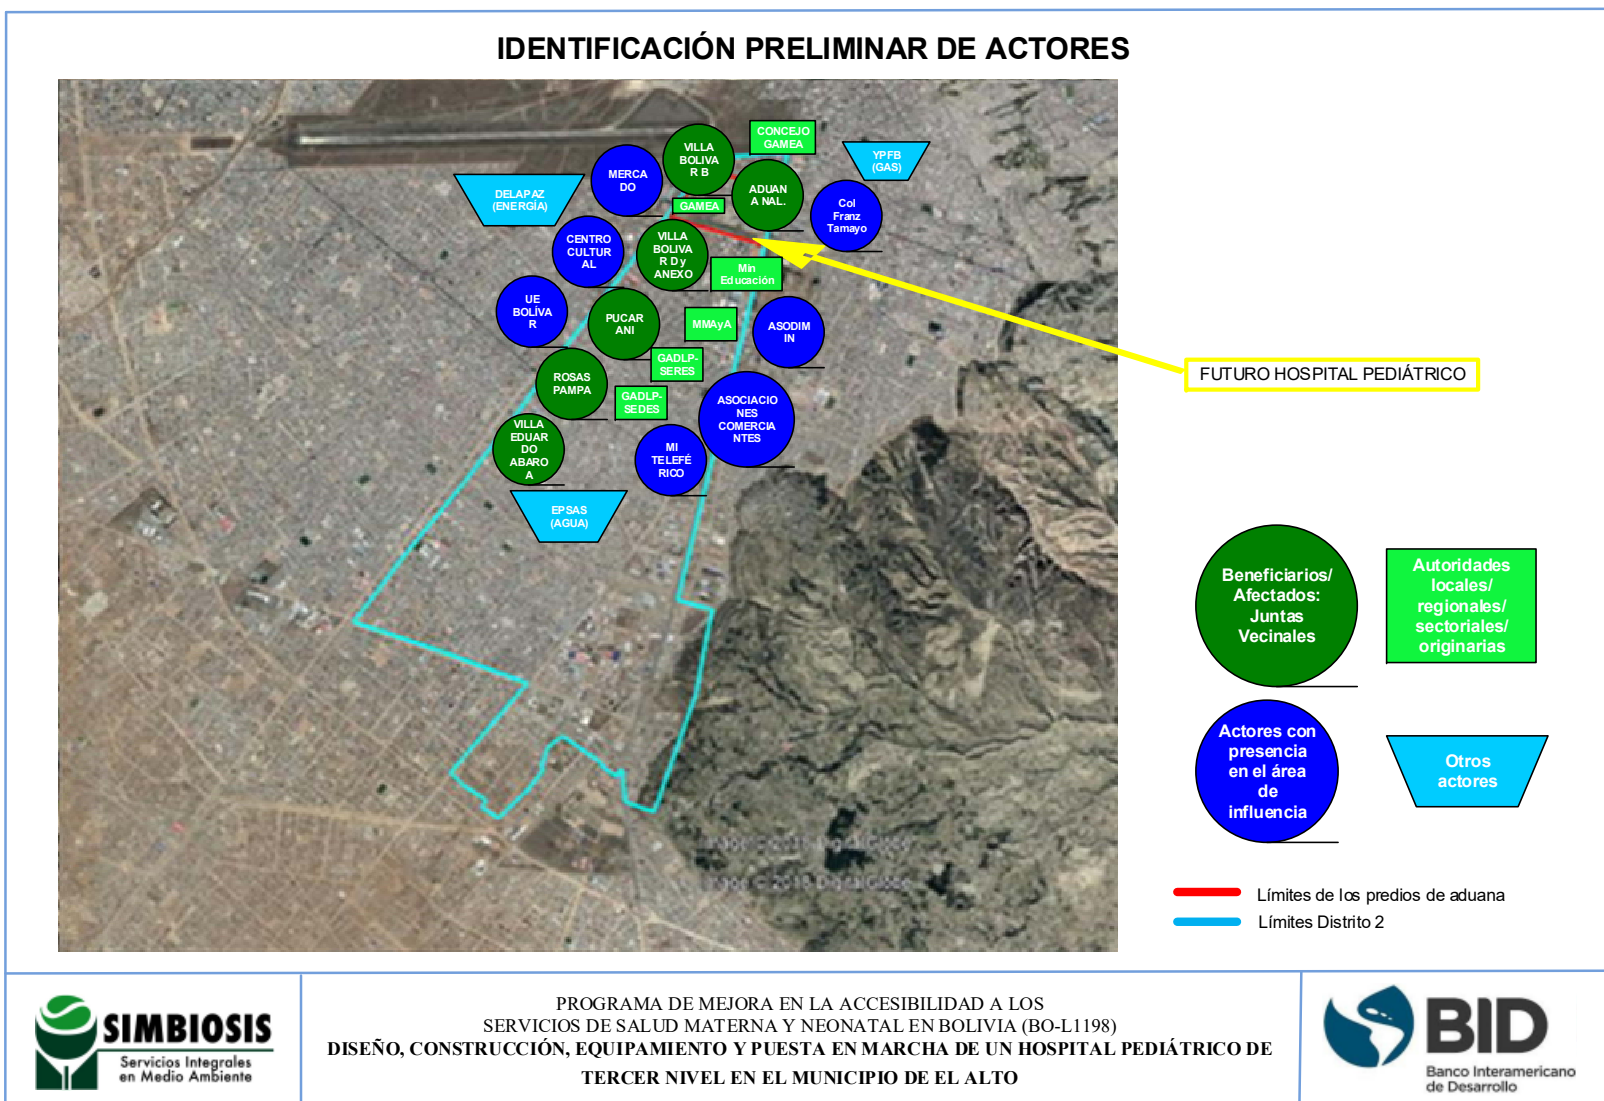 IDENTIFICACIÓN PRELIMINAR DE ACTORES
CONCEJO
GAMEA
VILLA
BOLIVA
R B
YPFB
(GAS)
MERCA
DO
DELAPAZ
(ENERGÍA)
ADUAN
A NAL.
GAMEA
Col
Franz
Tamayo
CENTRO
CULTUR
AL
VILLA
BOLIVA
R D y
ANEXO
Min
Educación
UE
BOLÍVA
R
PUCAR
ANI
MMAyA
ASODIM
IN
GADLP-
SERES
FUTURO HOSPITAL PEDIÁTRICO
ROSAS
PAMPA
GADLP-
SEDES
ASOCIACIO
NES
COMERCIA
NTES
VILLA
EDUAR
DO
ABARO
A
MI
TELEFÉ
RICO
EPSAS
(AGUA)
Beneficiarios/
Afectados:
Juntas
Vecinales
Autoridades
locales/
regionales/
sectoriales/
originarias
Actores con
presencia
en el área
de
influencia
Otros
actores
Límites de los predios de aduana
Límites Distrito 2
SIMBIOSIS
Servicios Integrales
en Medio Ambiente
PROGRAMA DE MEJORA EN LA ACCESIBILIDAD A LOS
SERVICIOS DE SALUD MATERNA Y NEONATAL EN BOLIVIA (BO-L1198)
DISEÑO, CONSTRUCCIÓN, EQUIPAMIENTO Y PUESTA EN MARCHA DE UN HOSPITAL PEDIÁTRICO DE
TERCER NIVEL EN EL MUNICIPIO DE EL ALTO
BID
Banco Interamericano
de Desarrollo